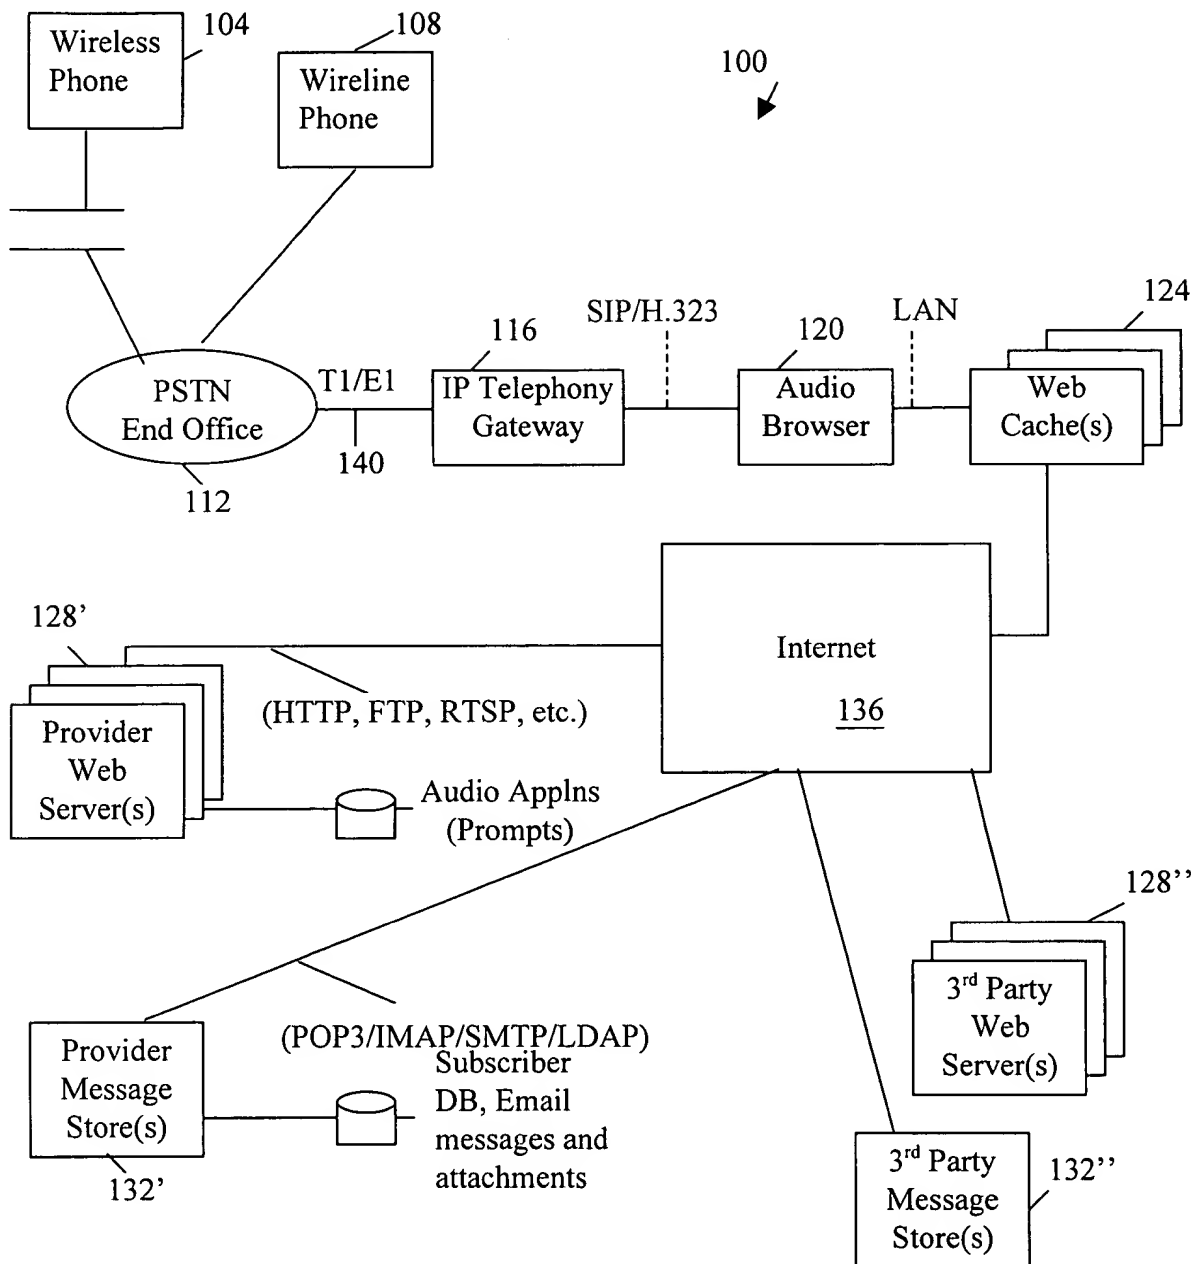 104
108
Wireless
Phone
Wireline
Phone
100
124
SIP/H.323
LAN
116
120
PSTN
End Office
T1/E1
IP Telephony
Gateway
Audio
Browser
Web
Cache(s)
140
112
128’
Internet
136
(HTTP, FTP, RTSP, etc.)
Provider
Web
Server(s)
Audio Applns
(Prompts)
128’’
3rd Party
Web
Server(s)
(POP3/IMAP/SMTP/LDAP)
Provider
Message
Store(s)
Subscriber
DB, Email
messages and
attachments
132’
3rd Party
Message
Store(s)
132’’